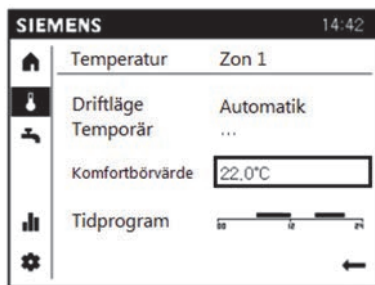 SIEMENS 14:42
Temperatur Zon 1
Driftläge Automatik
Temporär ...
Komfortbörvärde 22,0°C
Tidprogram
00 12 24